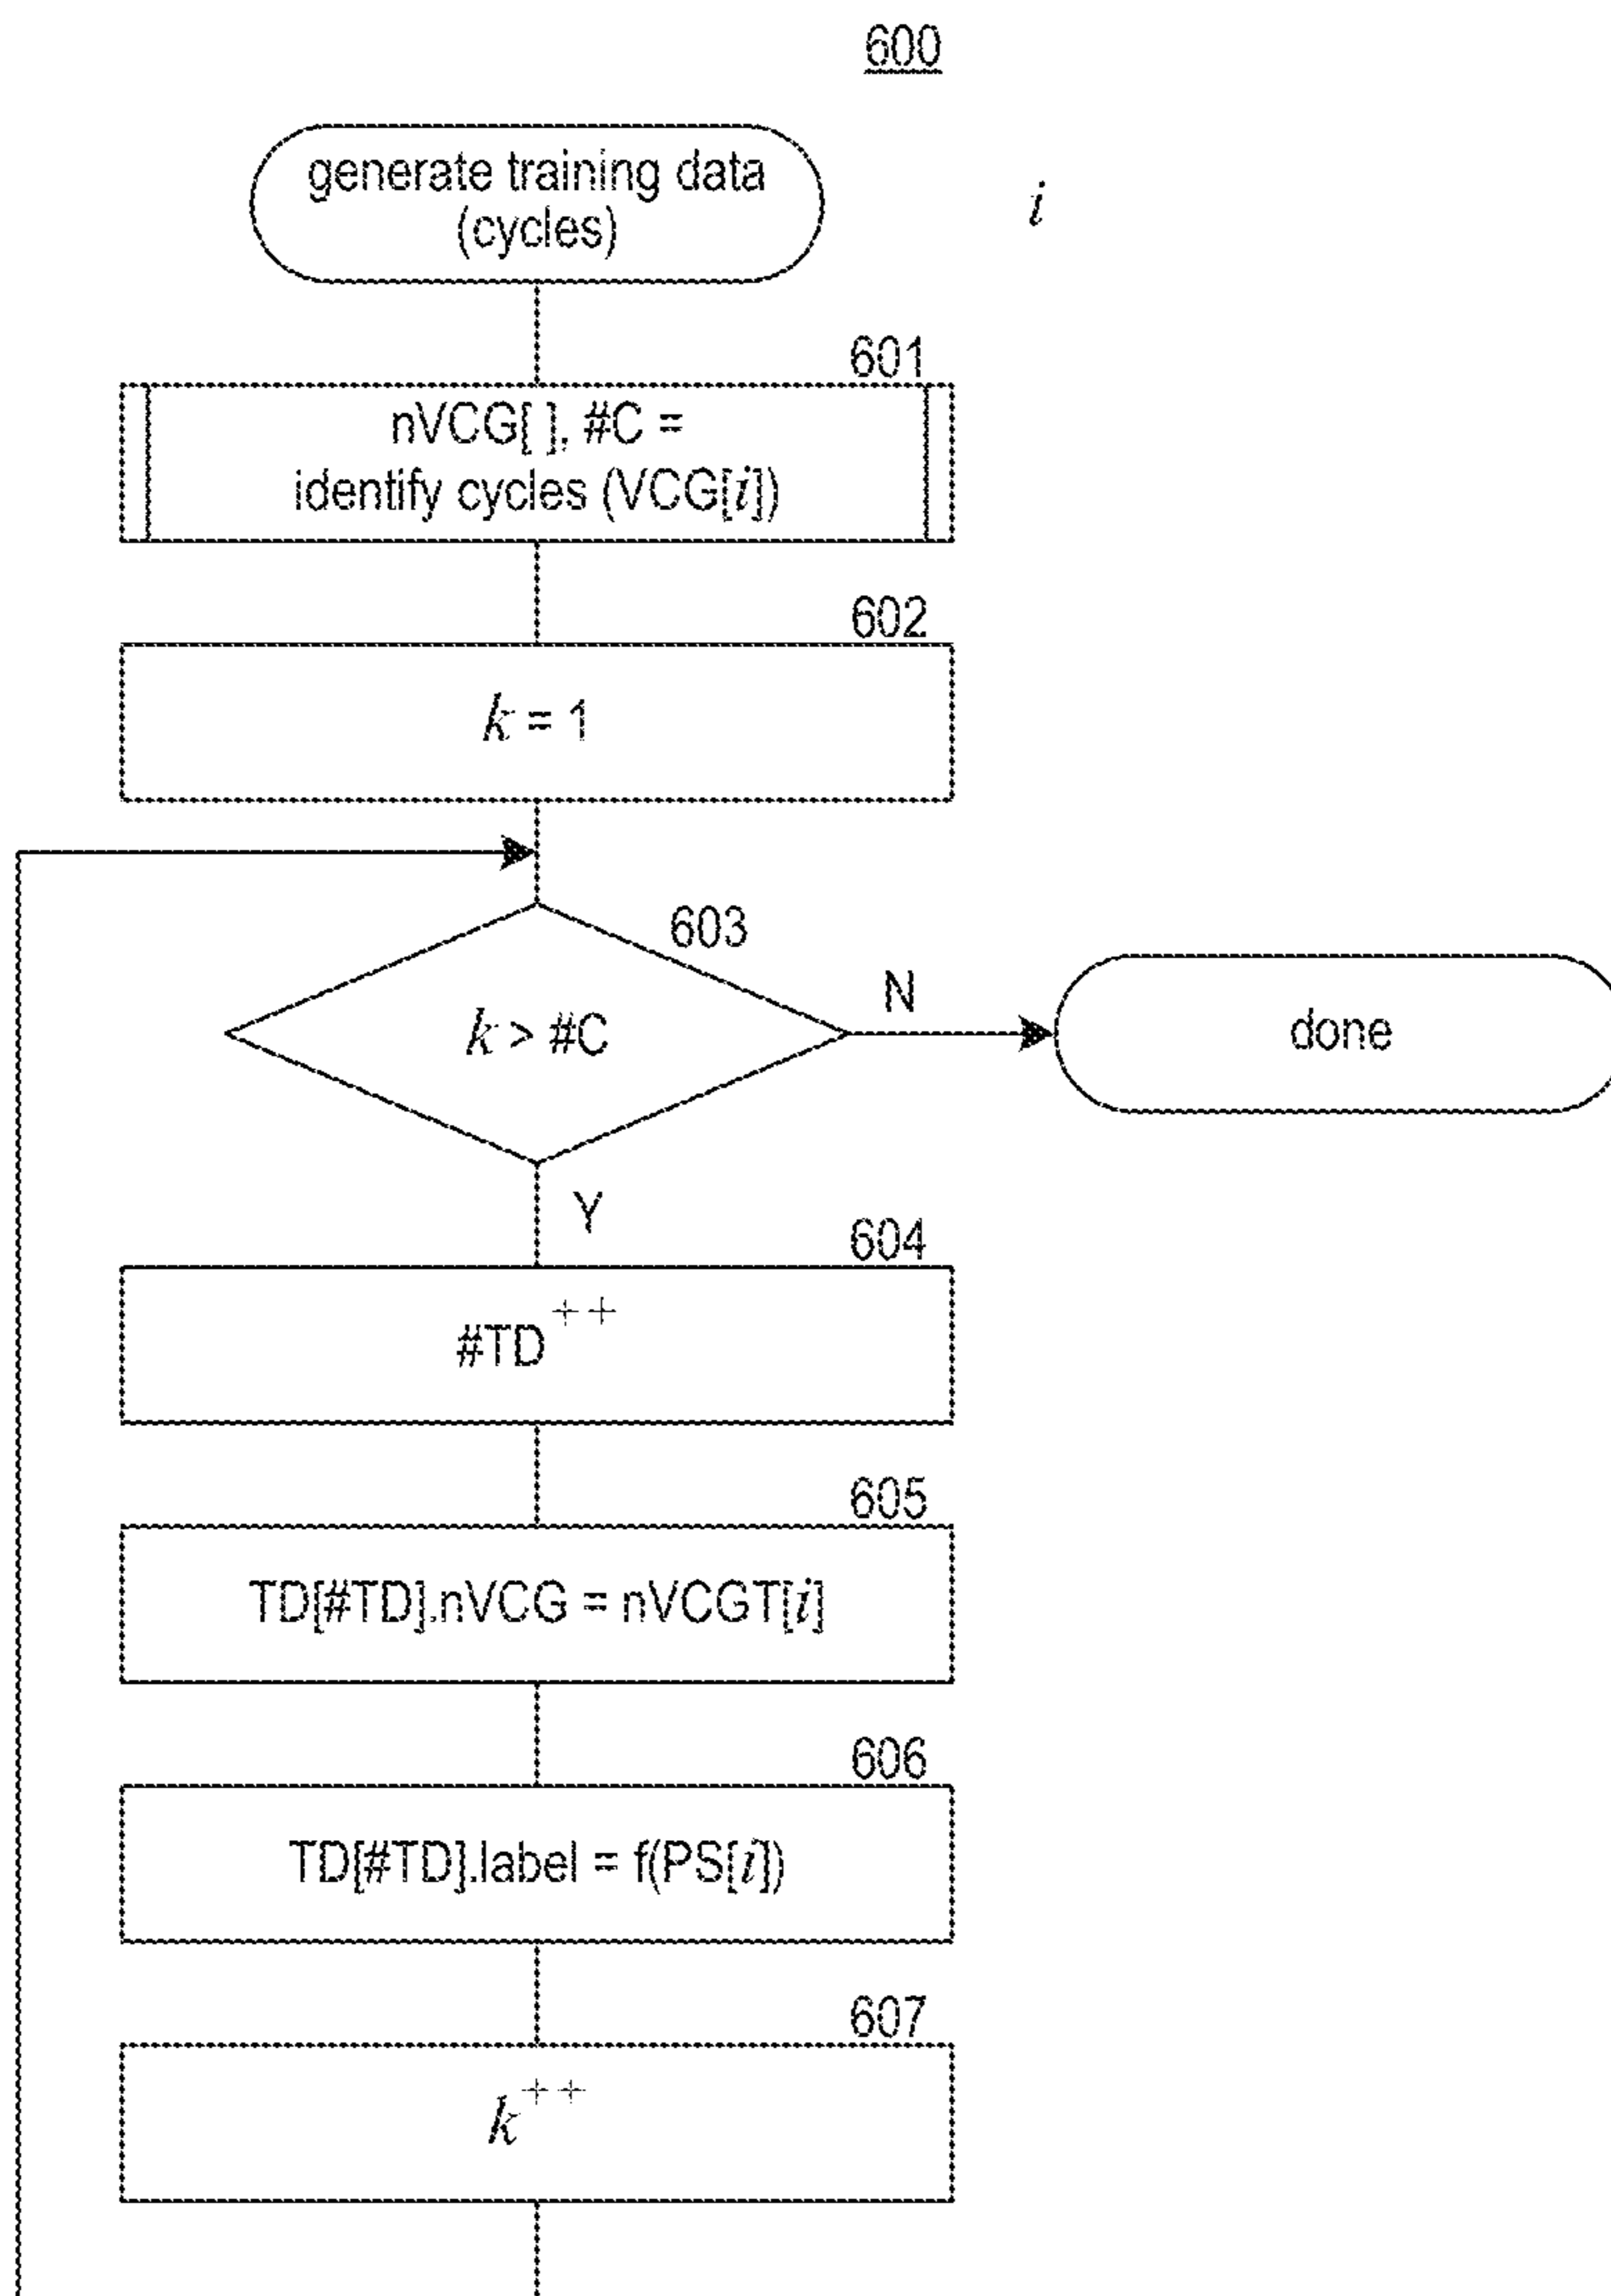 600
generate training data
(cycles)
i
601
nVCG[ ], #C =
identify cycles (VCG[i])
602
k = 1
603
k > #C
N
done
Y
604
#TD++
605
TD[#TD].nVCG = nVCGT[i]
606
TD[#TD].label = f(PS[i])
607
k++